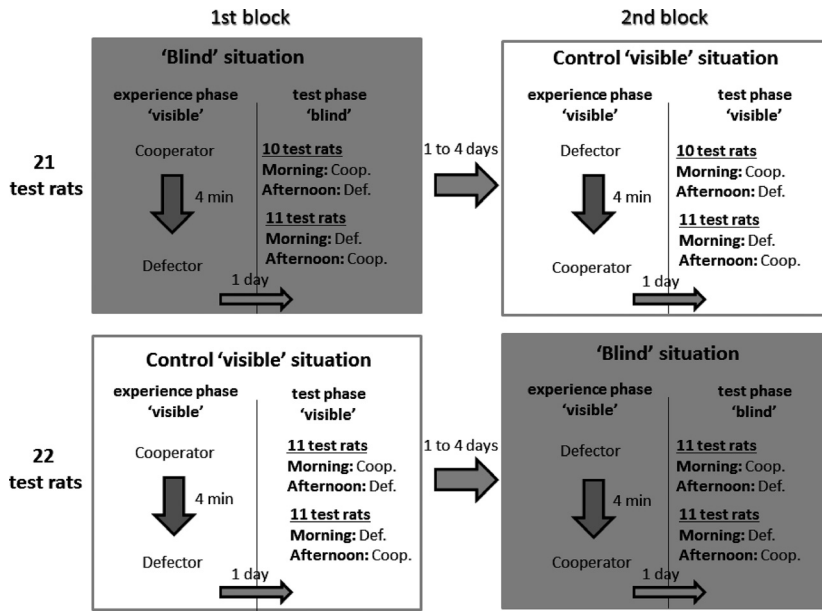 1st block
2nd block
21
test rats
'Blind' situation
experience phase
'visible'
test phase
'blind'
Cooperator
4 min
Defector
10 test rats
Morning: Coop.
Afternoon: Def.
11 test rats
Morning: Def.
Afternoon: Coop.
1 day
1 to 4 days
Control 'visible' situation
experience phase
'visible'
test phase
'visible'
Defector
4 min
Cooperator
10 test rats
Morning: Coop.
Afternoon: Def.
11 test rats
Morning: Def.
Afternoon: Coop.
1 day
22
test rats
Control 'visible' situation
experience phase
'visible'
test phase
'visible'
Cooperator
4 min
Defector
11 test rats
Morning: Coop.
Afternoon: Def.
11 test rats
Morning: Def.
Afternoon: Coop.
1 day
1 to 4 days
'Blind' situation
experience phase
'visible'
test phase
'blind'
Defector
4 min
Cooperator
11 test rats
Morning: Coop.
Afternoon: Def.
11 test rats
Morning: Def.
Afternoon: Coop.
1 day